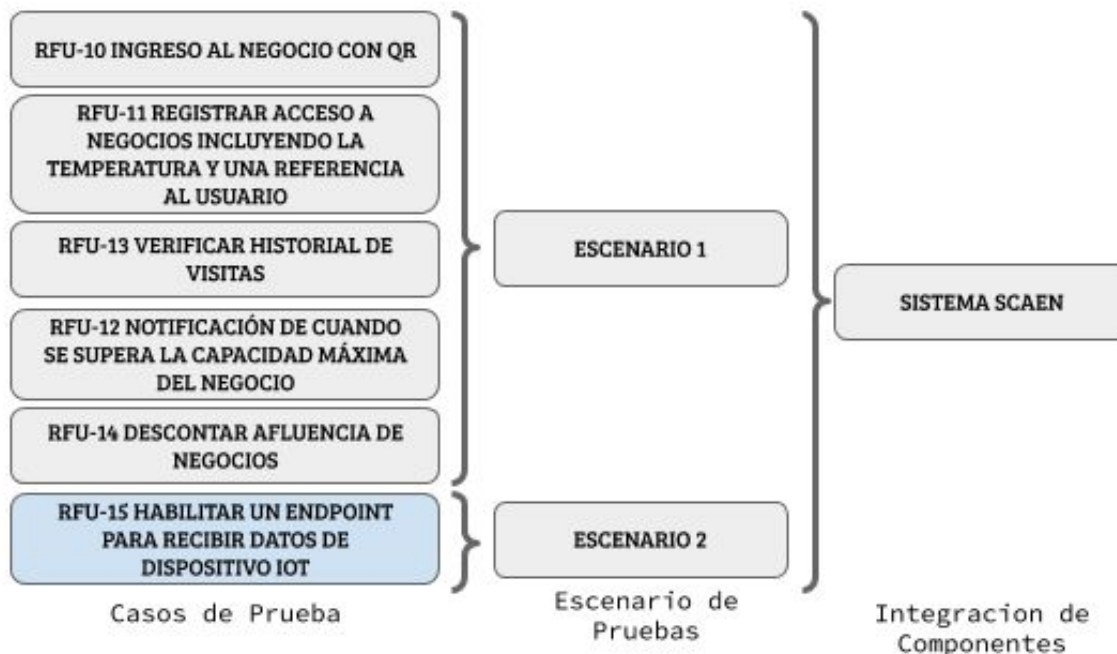 RFU-10 INGRESO AL NEGOCIO CON QR
RFU-11 REGISTRAR ACCESO A
NEGOCIOS INCLUYENDO LA
TEMPERATURA Y UNA REFERENCIA
AL USUARIO
RFU-13 VERIFICAR HISTORIAL DE
VISITAS
RFU-12 NOTIFICACIÓN DE CUANDO
SE SUPERA LA CAPACIDAD MÁXIMA
DEL NEGOCIO
RFU-14 DESCONTAR AFLUENCIA DE
NEGOCIOS
RFU-15 HABILITAR UN ENDPOINT
PARA RECIBIR DATOS DE
DISPOSITIVO IOT
Casos de Prueba
ESCENARIO 1
ESCENARIO 2
Escenario de
Pruebas
SISTEMA SCAEN
Integracion de
Componentes